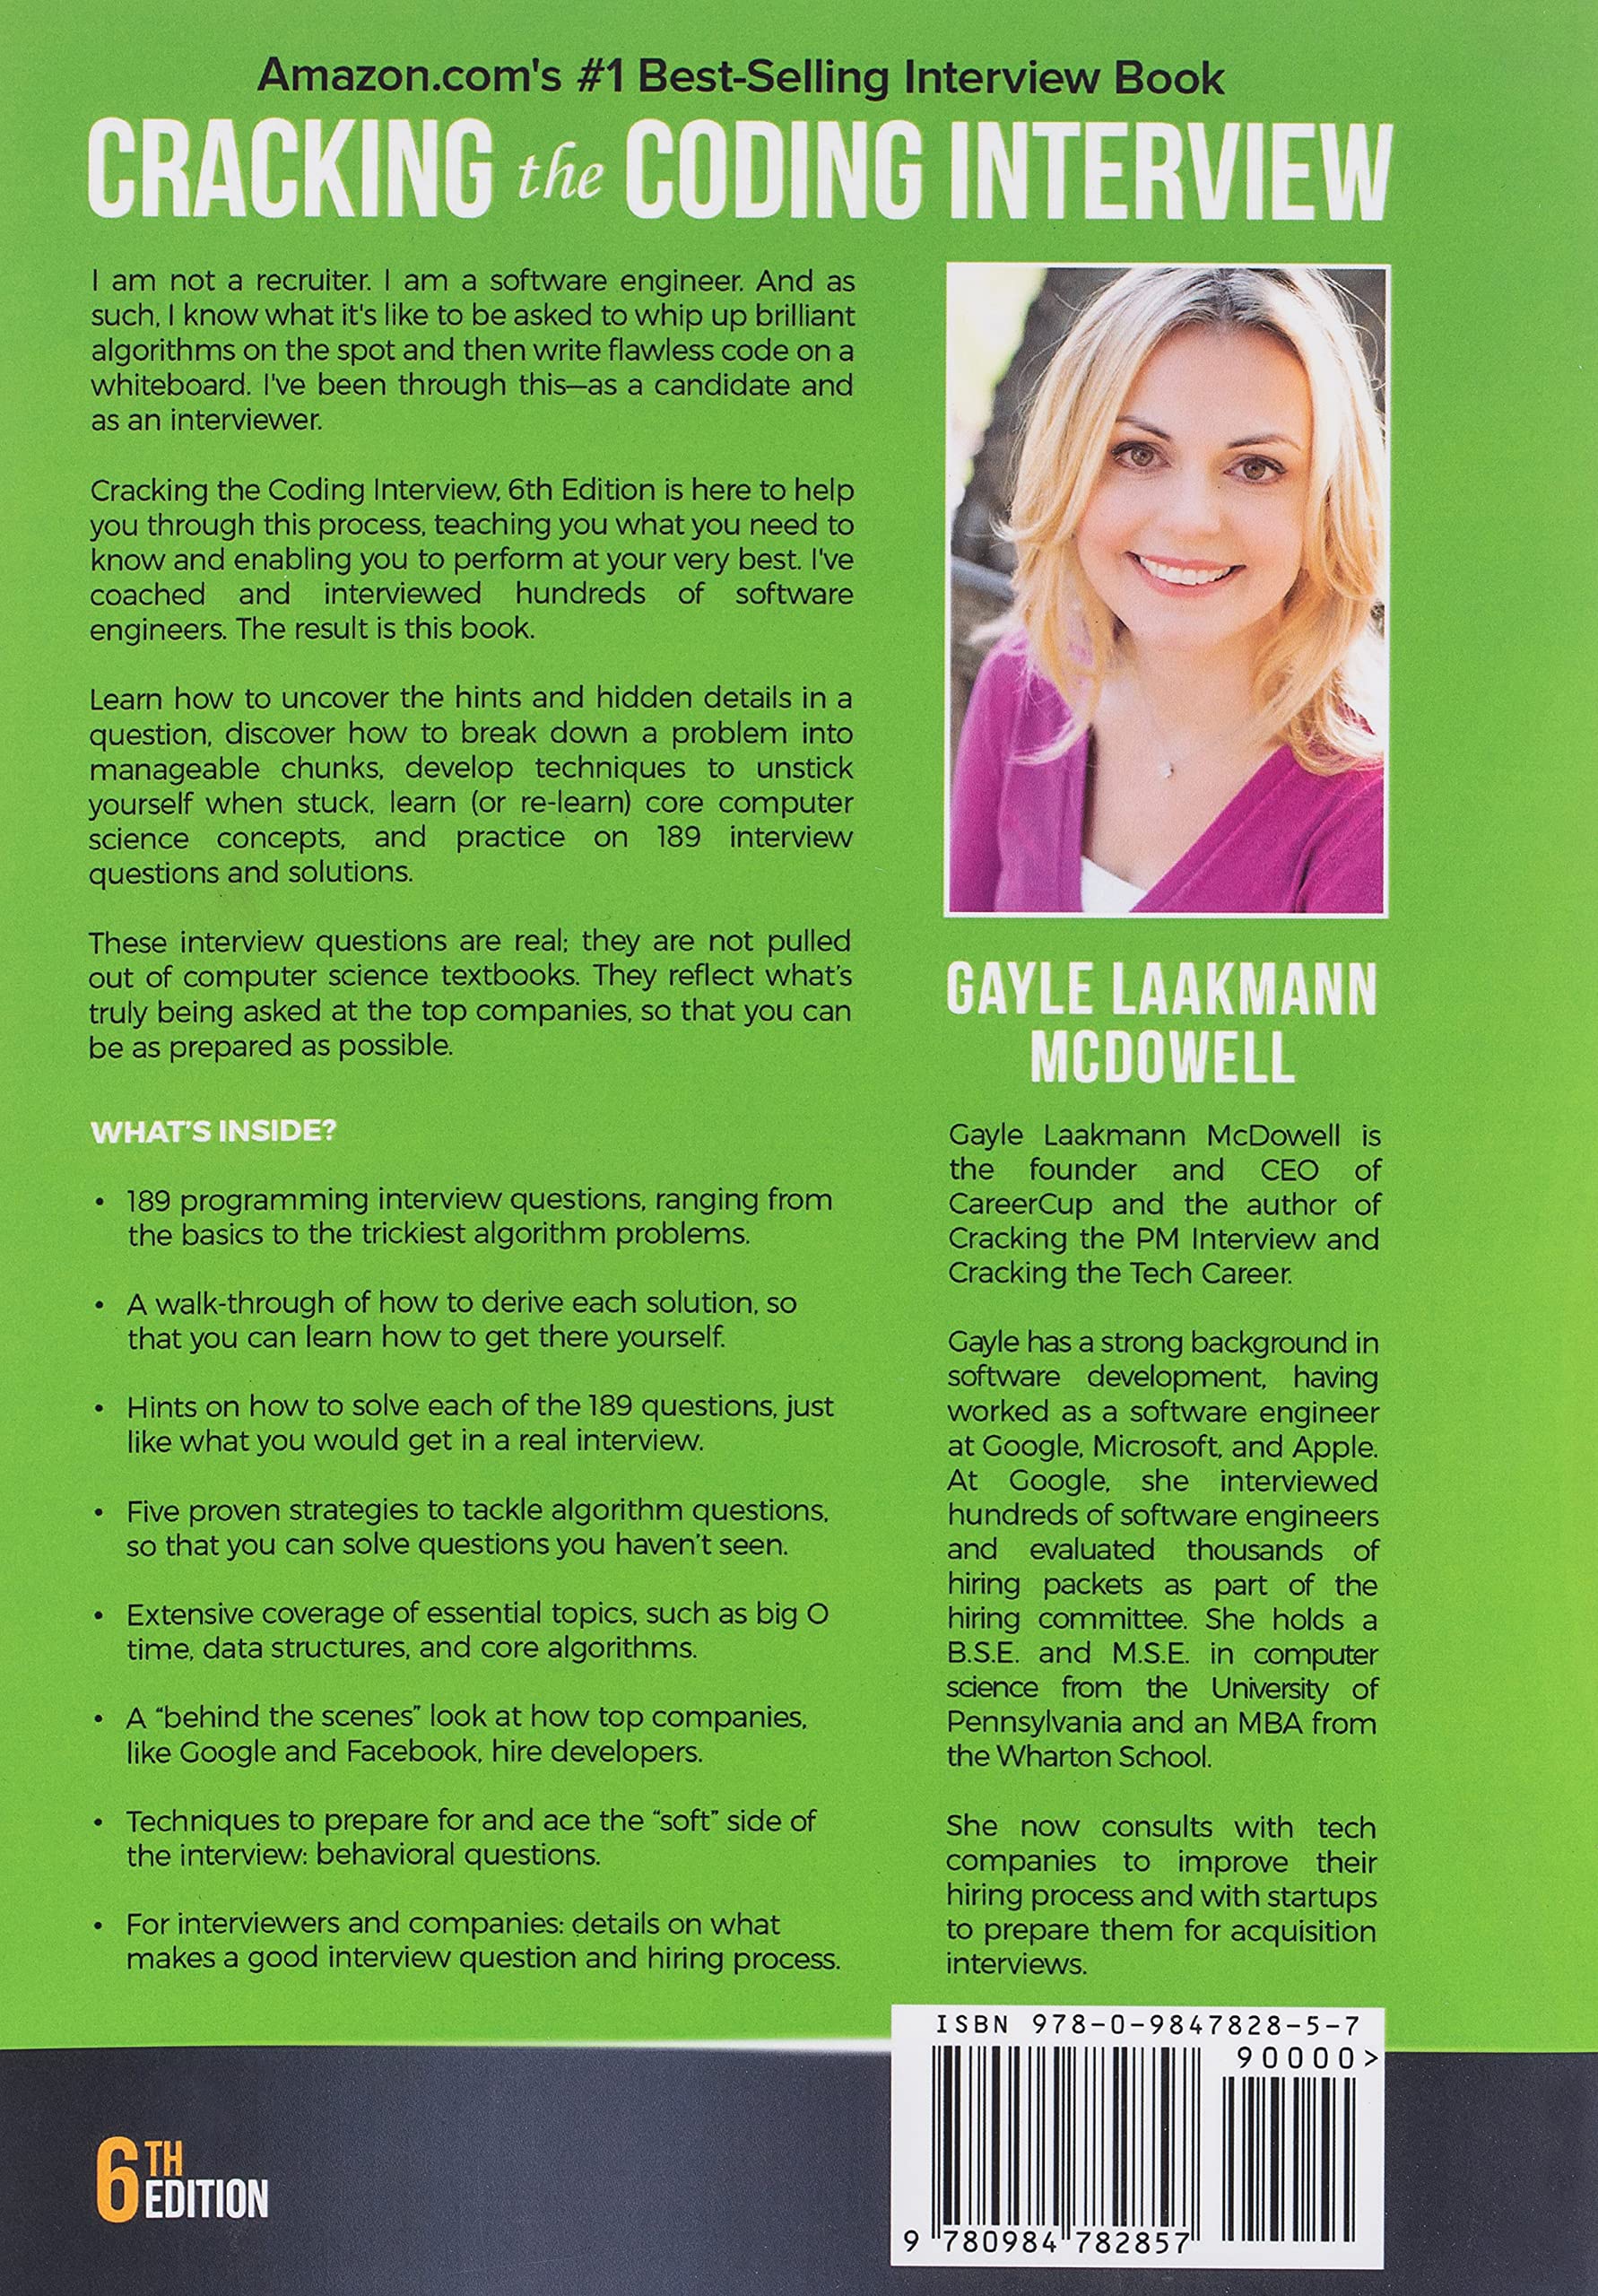 Amazon.com's #1 Best-Selling Interview Book
CRACKING the CODING INTERVIEW
I am not a recruiter. I am a software engineer. And as
such, I know what it's like to be asked to whip up brilliant
algorithms on the spot and then write flawless code on a
whiteboard. I've been through this—as a candidate and
as an interviewer.
Cracking the Coding Interview, 6th Edition is here to help
you through this process, teaching you what you need to
know and enabling you to perform at your very best. I've
coached and interviewed hundreds of software
engineers. The result is this book.
Learn how to uncover the hints and hidden details in a
question, discover how to break down a problem into
manageable chunks, develop techniques to unstick
yourself when stuck, learn (or re-learn) core computer
science concepts, and practice on 189 interview
questions and solutions.
These interview questions are real; they are not pulled
out of computer science textbooks. They reflect what's
truly being asked at the top companies, so that you can
be as prepared as possible.
WHAT'S INSIDE?
• 189 programming interview questions, ranging from
the basics to the trickiest algorithm problems.
• A walk-through of how to derive each solution, so
that you can learn how to get there yourself.
• Hints on how to solve each of the 189 questions, just
like what you would get in a real interview.
• Five proven strategies to tackle algorithm questions,
so that you can solve questions you haven't seen.
• Extensive coverage of essential topics, such as big O
time, data structures, and core algorithms.
• A “behind the scenes” look at how top companies,
like Google and Facebook, hire developers.
• Techniques to prepare for and ace the “soft” side of
the interview: behavioral questions.
• For interviewers and companies: details on what
makes a good interview question and hiring process.
GAYLE LAAKMANN
MCDOWELL
Gayle Laakmann McDowell is
the founder and CEO of
CareerCup and the author of
Cracking the PM Interview and
Cracking the Tech Career.
Gayle has a strong background in
software development, having
worked as a software engineer
at Google, Microsoft, and Apple.
At Google, she interviewed
hundreds of software engineers
and evaluated thousands of
hiring packets as part of the
hiring committee. She holds a
B.S.E. and M.S.E. in computer
science from the University of
Pennsylvania and an MBA from
the Wharton School.
She now consults with tech
companies to improve their
hiring process and with startups
to prepare them for acquisition
interviews.
ISBN 978-0-9847828-5-7
90000>
9 780984 782857
6TH
EDITION